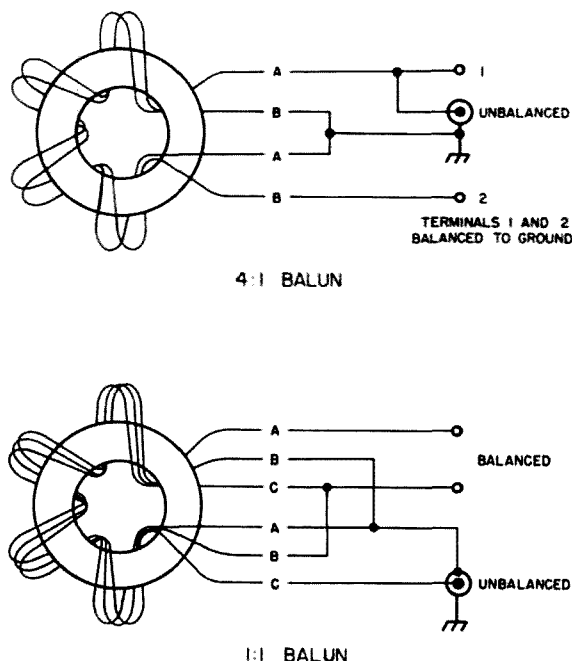 A
1
B
UNBALANCED
A
B
2
TERMINALS 1 AND 2
BALANCED TO GROUND
4:1 BALUN
A
B
BALANCED
C
A
B
C
UNBALANCED
1:1 BALUN